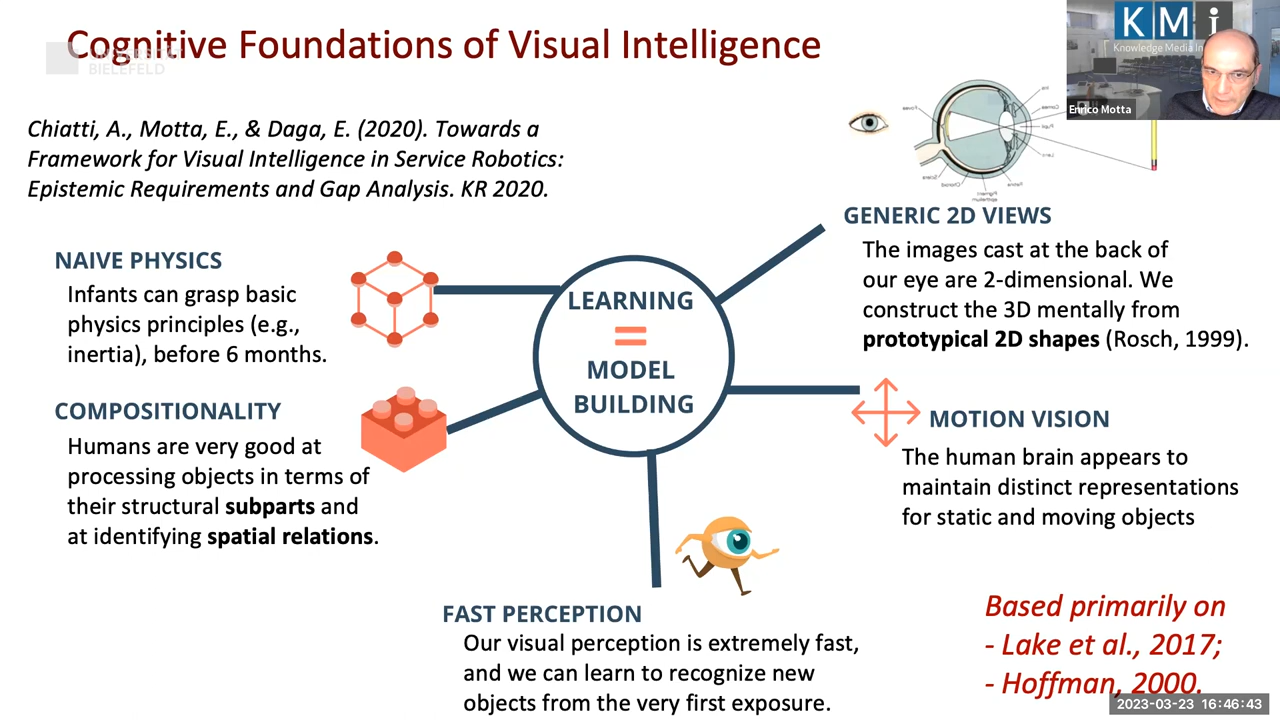 Cognitive Foundations of Visual Intelligence
UNIVERSITÄT
BIELEFELD
KMi
Knowledge Media In
Enrico Motta
Chiatti, A., Motta, E., & Daga, E. (2020). Towards a
Framework for Visual Intelligence in Service Robotics:
Epistemic Requirements and Gap Analysis. KR 2020.
NAIVE PHYSICS
Infants can grasp basic
physics principles (e.g.,
inertia), before 6 months.
COMPOSITIONALITY
Humans are very good at
processing objects in terms of
their structural subparts and
at identifying spatial relations.
LEARNING
=
MODEL
BUILDING
GENERIC 2D VIEWS
The images cast at the back of
our eye are 2-dimensional. We
construct the 3D mentally from
prototypical 2D shapes (Rosch, 1999).
MOTION VISION
The human brain appears to
maintain distinct representations
for static and moving objects
FAST PERCEPTION
Our visual perception is extremely fast,
and we can learn to recognize new
objects from the very first exposure.
Based primarily on
- Lake et al., 2017;
- Hoffman, 2000.
2023-03-23 16:46:43